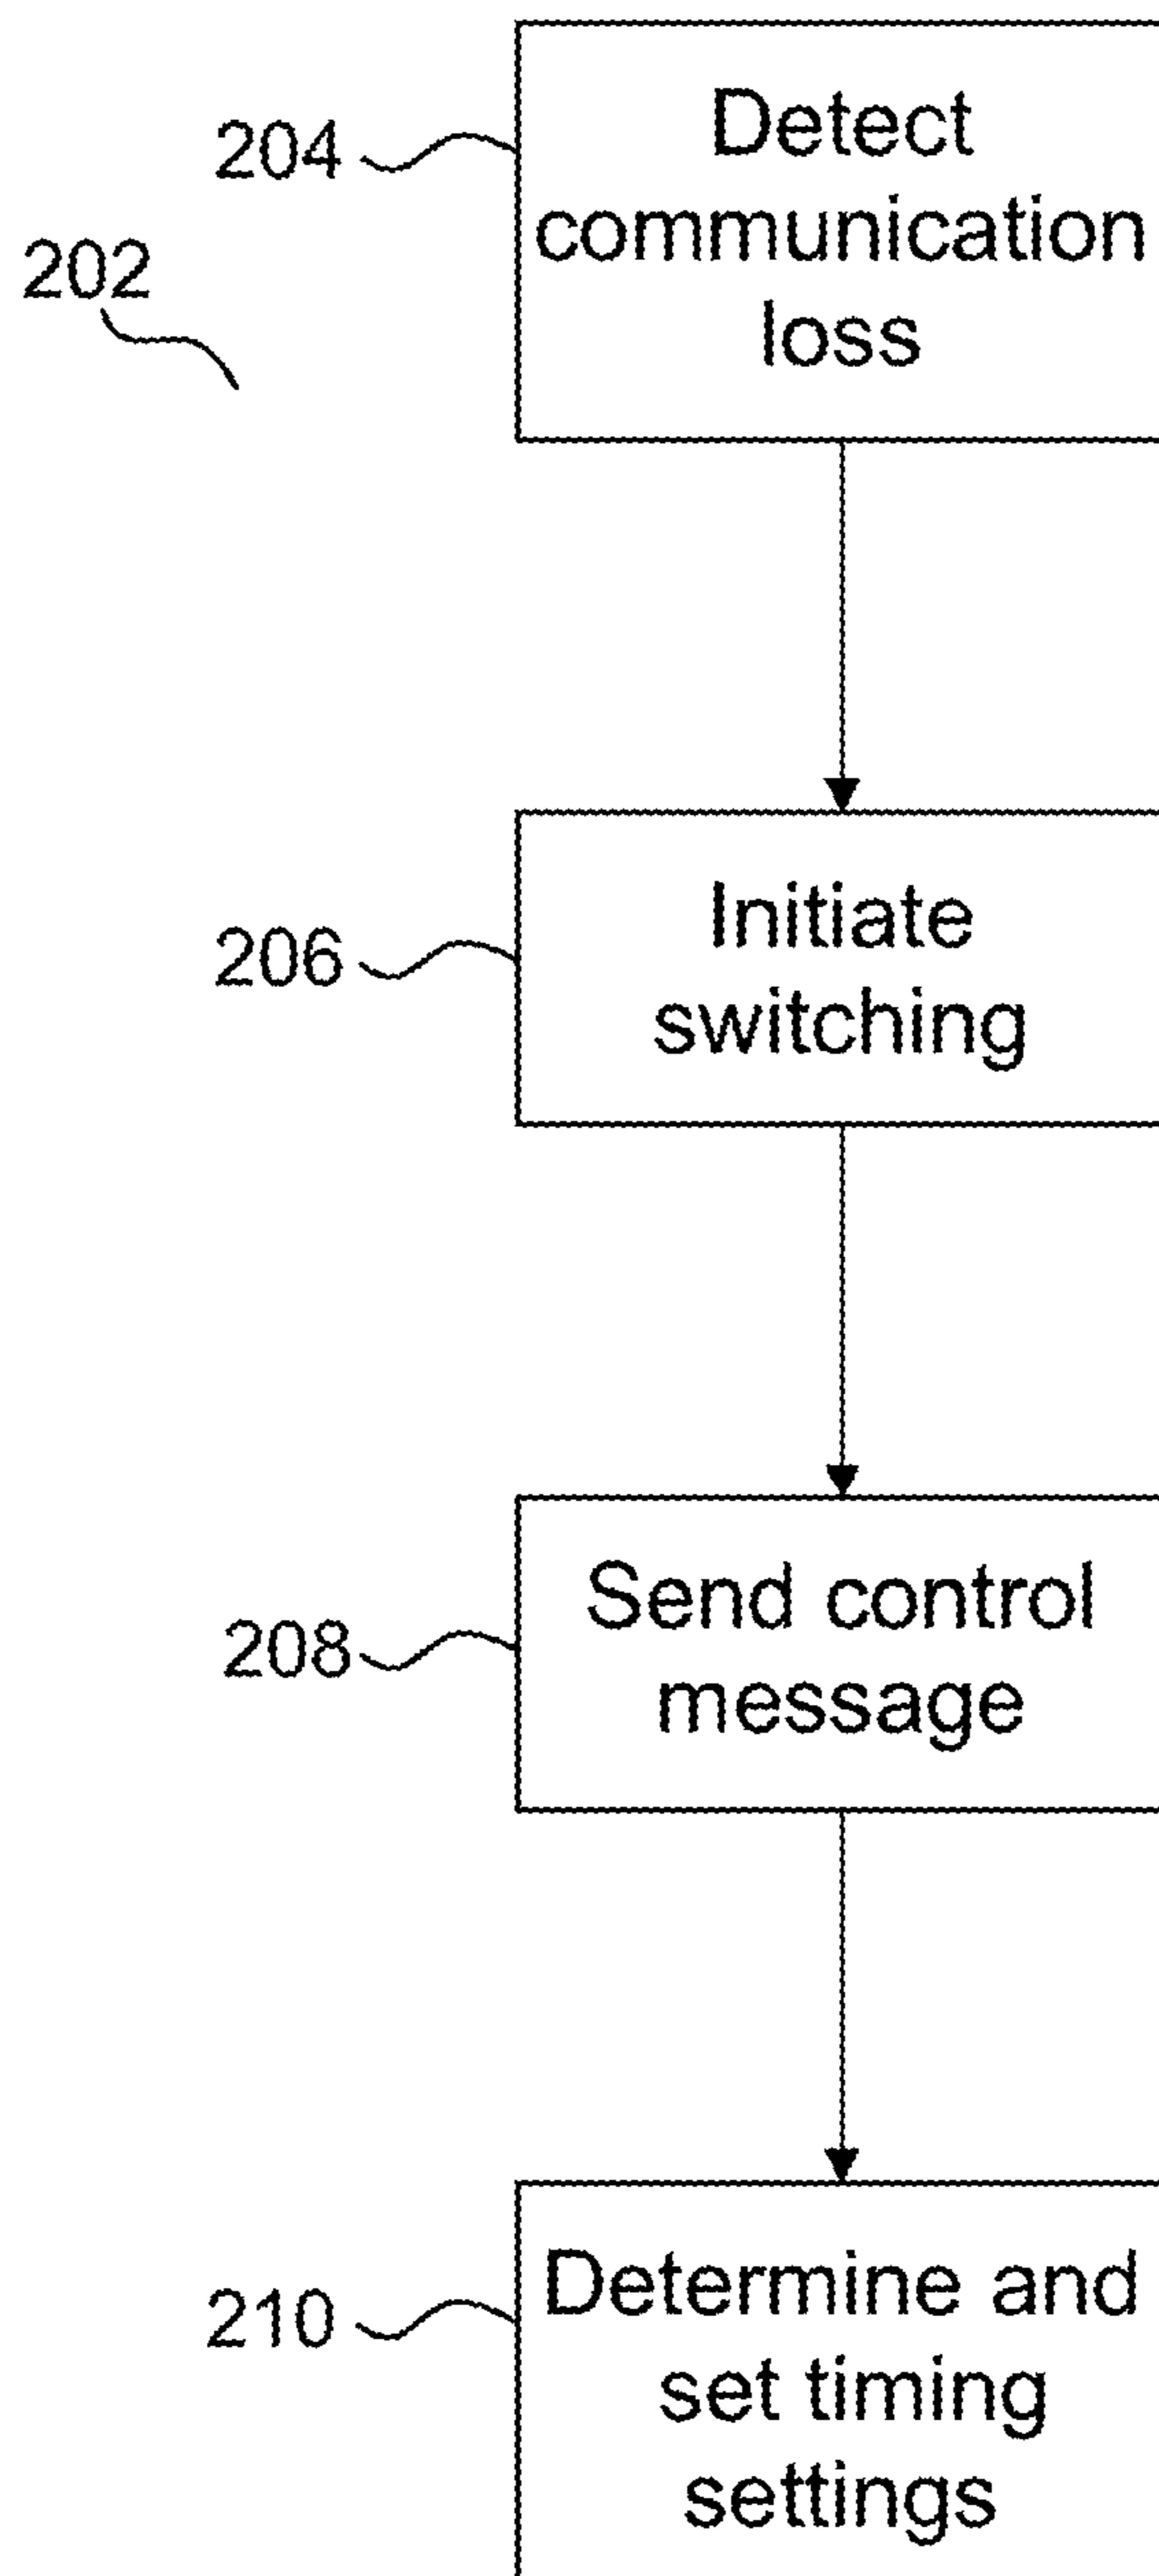 204
Detect
communication
loss
202
206
Initiate
switching
208
Send control
message
210
Determine and
set timing
settings